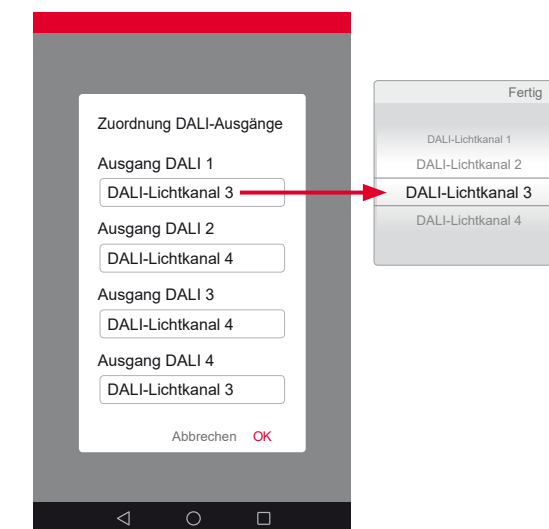 Zuordnung DALI-Ausgänge
Ausgang DALI 1
DALI-Lichtkanal 3
Ausgang DALI 2
DALI-Lichtkanal 4
Ausgang DALI 3
DALI-Lichtkanal 4
Ausgang DALI 4
DALI-Lichtkanal 3
Abbrechen OK
Fertig
DALI-Lichtkanal 1
DALI-Lichtkanal 2
DALI-Lichtkanal 3
DALI-Lichtkanal 4